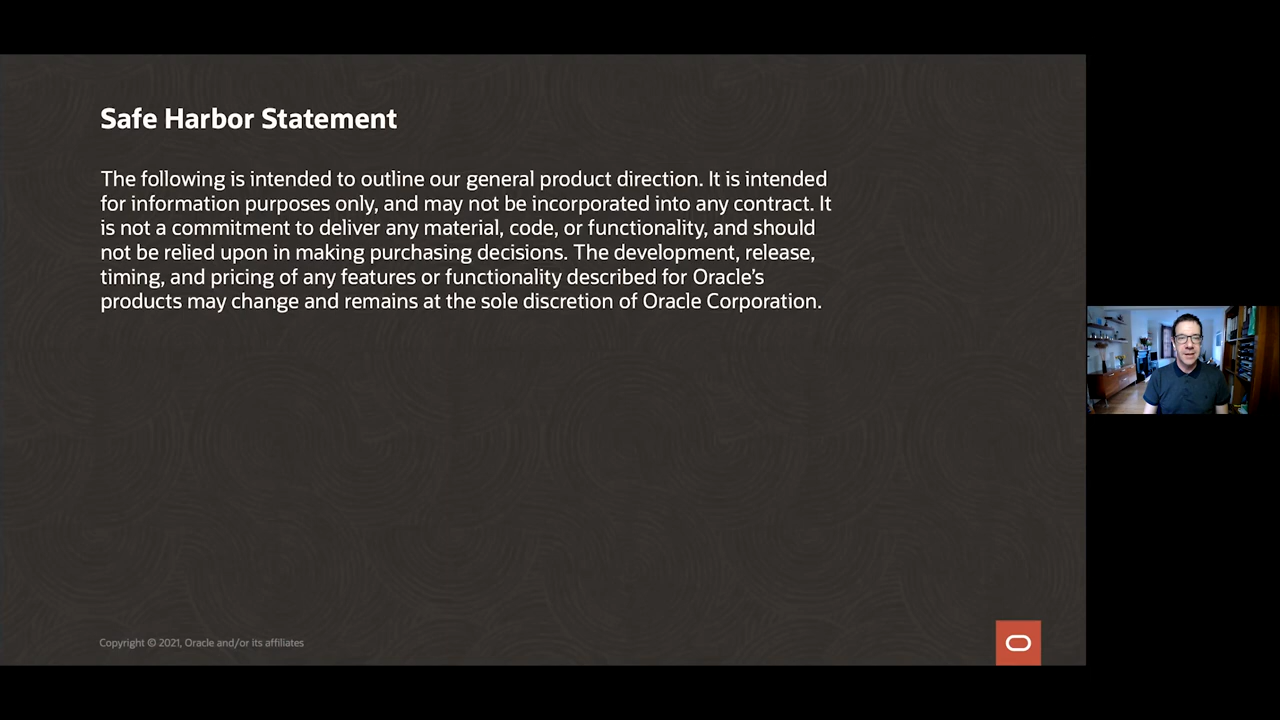 Safe Harbor Statement
The following is intended to outline our general product direction. It is intended
for information purposes only, and may not be incorporated into any contract. It
is not a commitment to deliver any material, code, or functionality, and should
not be relied upon in making purchasing decisions. The development, release,
timing, and pricing of any features or functionality described for Oracle’s
products may change and remains at the sole discretion of Oracle Corporation.
Copyright © 2021, Oracle and/or its affiliates